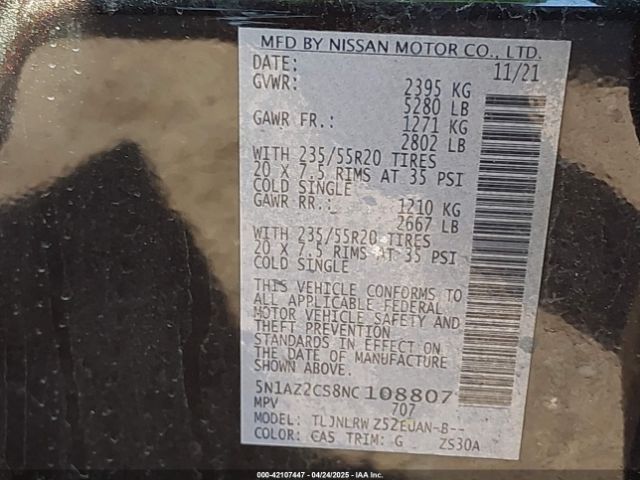 MFD BY NISSAN MOTOR CO., LTD.
DATE: 11/21
GVWR: 2395 KG
5280 LB
GAWR FR.: 1271 KG
2802 LB
WITH 235/55R20 TIRES
20 X 7.5 RIMS AT 35 PSI
COLD SINGLE
GAWR RR.: 1210 KG
2667 LB
WITH 235/55R20 TIRES
20 X 7.5 RIMS AT 35 PSI
COLD SINGLE
THIS VEHICLE CONFORMS TO
ALL APPLICABLE FEDERAL
MOTOR VEHICLE SAFETY AND
THEFT PREVENTION
STANDARDS IN EFFECT ON
THE DATE OF MANUFACTURE
SHOWN ABOVE.
5N1AZ2CS8NC108807
MPV 707
MODEL: TLJNLRW Z52EUAN-B--
COLOR: CAS TRIM: G ZS30A
000-42107447 - 04/24/2025 - IAAI.COM